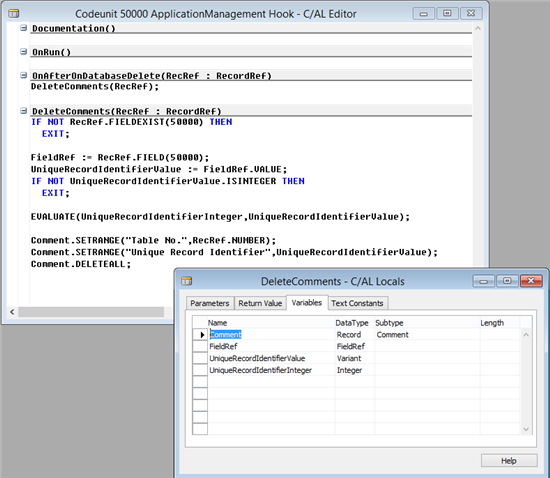 Codeunit 50000 ApplicationManagement Hook - C/AL Editor
Documentation()
OnRun()
OnAfterOnDatabaseDelete(RecRef : RecordRef)
DeleteComments(RecRef);
DeleteComments(RecRef : RecordRef)
IF NOT RecRef.FIELDEXIST(50000) THEN
EXIT;
FieldRef := RecRef.FIELD(50000);
UniqueRecordIdentifierValue := FieldRef.VALUE;
IF NOT UniqueRecordIdentifierValue.ISINTEGER THEN
EXIT;
EVALUATE(UniqueRecordIdentifierInteger,UniqueRecordIdentifierValue);
Comment.SETRANGE("Table No.",RecRef.NUMBER);
Comment.SETRANGE("Unique Record Identifier",UniqueRecordIdentifierValue);
Comment.DELETEALL;
DeleteComments - C/AL Locals
Parameters Return Value Variables Text Constants
Name DataType Subtype Length
Comment Record Comment
FieldRef FieldRef
UniqueRecordIdentifierValue Variant
UniqueRecordIdentifierInteger Integer
Help